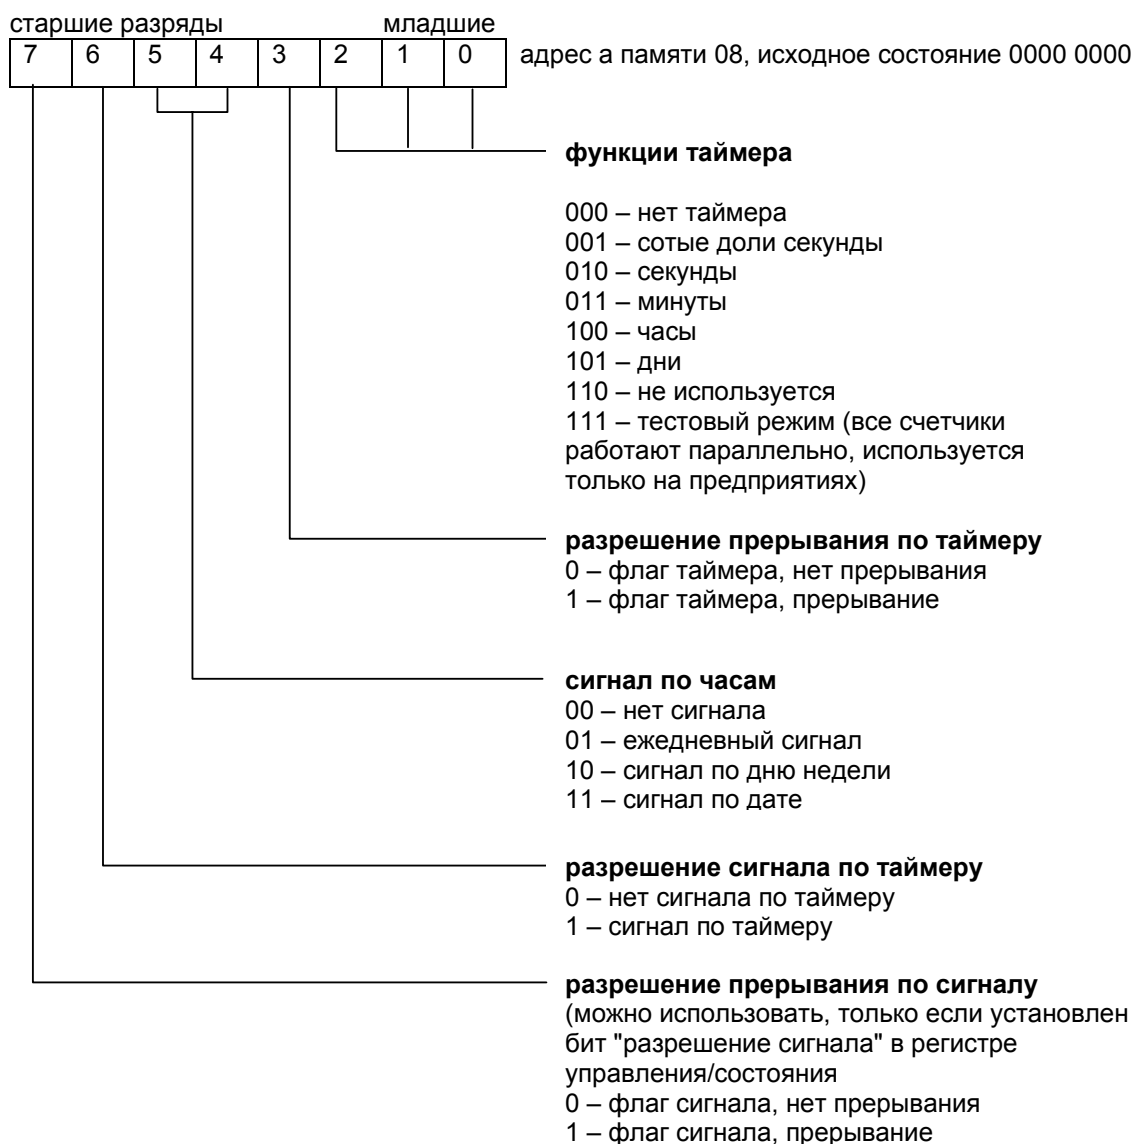 старшие разряды младшие
7 6 5 4 3 2 1 0 адрес а памяти 08, исходное состояние 0000 0000
функции таймера
000 – нет таймера
001 – сотые доли секунды
010 – секунды
011 – минуты
100 – часы
101 – дни
110 – не используется
111 – тестовый режим (все счетчики
работают параллельно, используется
только на предприятиях)
разрешение прерывания по таймеру
0 – флаг таймера, нет прерывания
1 – флаг таймера, прерывание
сигнал по часам
00 – нет сигнала
01 – ежедневный сигнал
10 – сигнал по дню недели
11 – сигнал по дате
разрешение сигнала по таймеру
0 – нет сигнала по таймеру
1 – сигнал по таймеру
разрешение прерывания по сигналу
(можно использовать, только если установлен
бит "разрешение сигнала" в регистре
управления/состояния
0 – флаг сигнала, нет прерывания
1 – флаг сигнала, прерывание